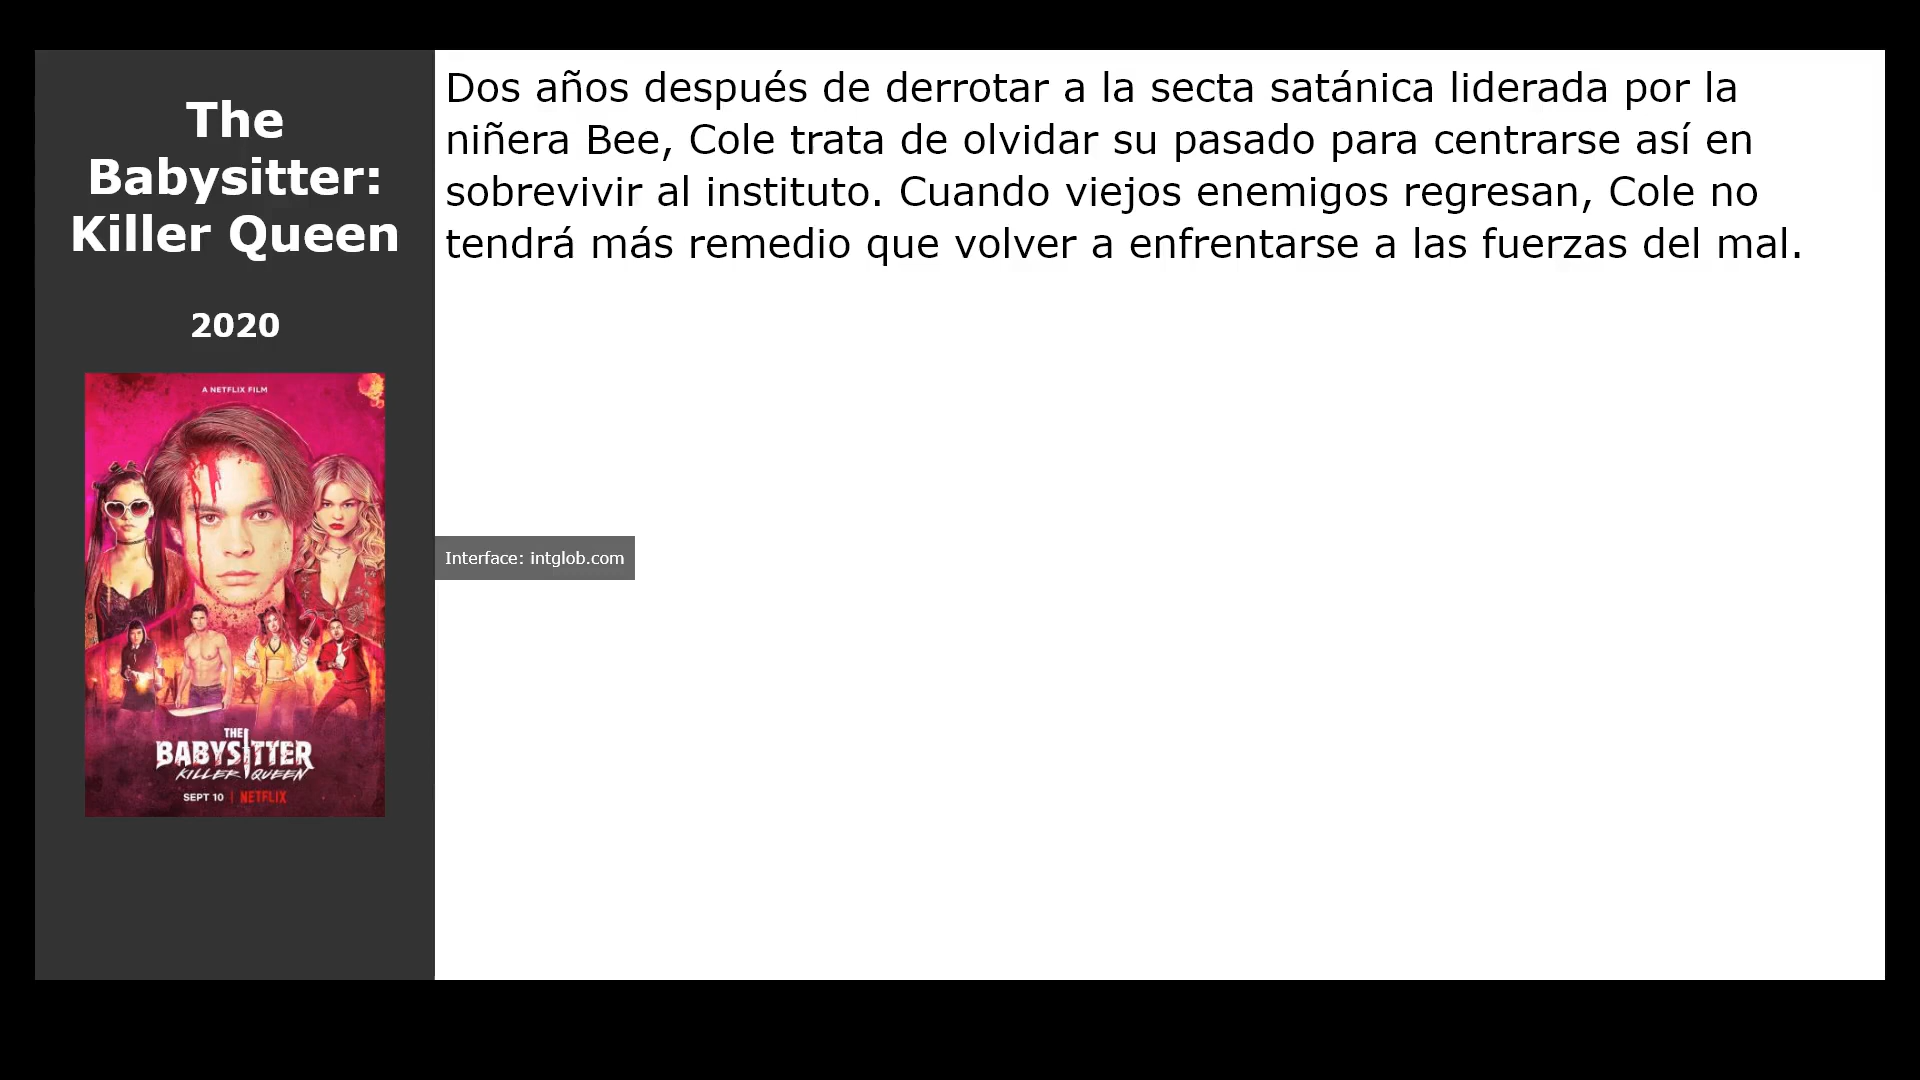 The
Babysitter:
Killer Queen
2020
A NETFLIX FILM
THE
BABYSITTER
KILLER QUEEN
SEPT 10 | NETFLIX
Dos años después de derrotar a la secta satánica liderada por la
niñera Bee, Cole trata de olvidar su pasado para centrarse así en
sobrevivir al instituto. Cuando viejos enemigos regresan, Cole no
tendrá más remedio que volver a enfrentarse a las fuerzas del mal.
Interface: intglob.com